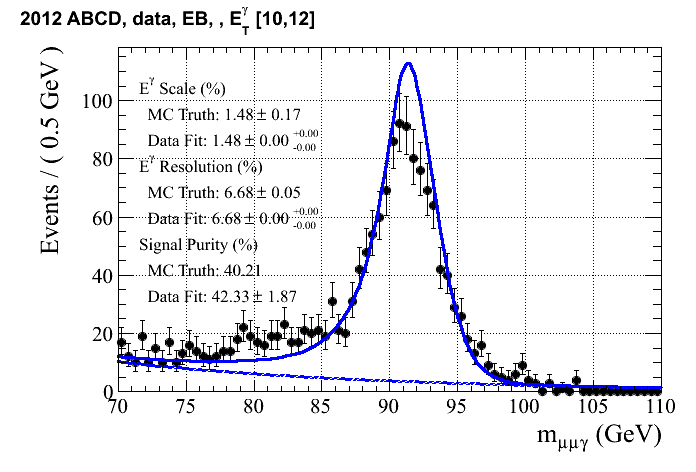 2012 ABCD, data, EB, , E_T^γ [10,12]
Events / ( 0.5 GeV )
E^γ Scale (%)
MC Truth: 1.48 ± 0.17
Data Fit: 1.48 ± 0.00 +0.00 -0.00
E^γ Resolution (%)
MC Truth: 6.68 ± 0.05
Data Fit: 6.68 ± 0.00 +0.00 -0.00
Signal Purity (%)
MC Truth: 40.21
Data Fit: 42.33 ± 1.87
100
80
60
40
20
0
70 75 80 85 90 95 100 105 110
m_μμγ (GeV)